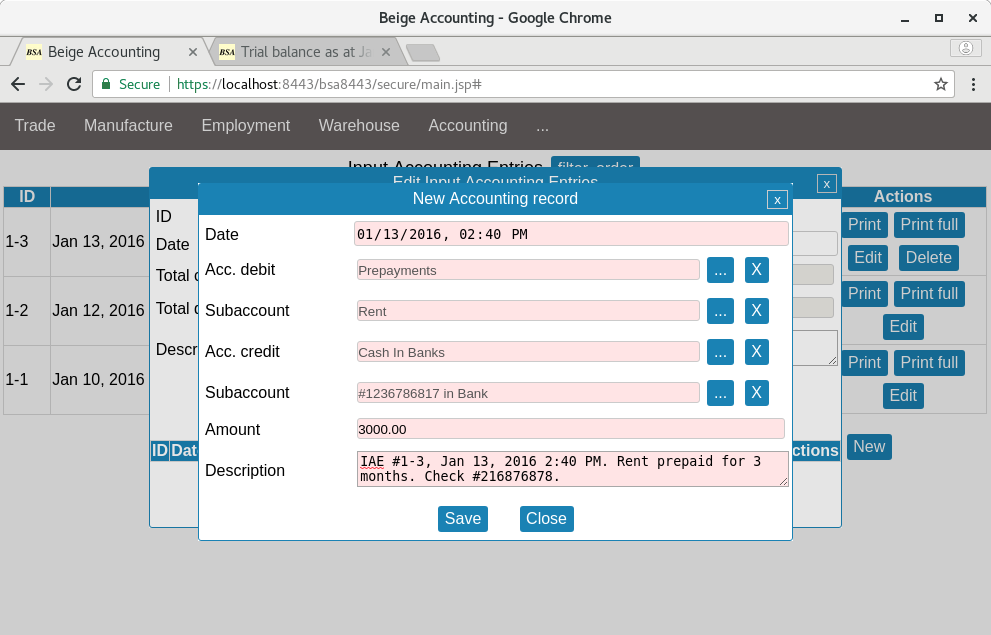 Beige Accounting - Google Chrome
BSA Beige Accounting
BSA Trial balance as at Ja
Secure https://localhost:8443/bsa8443/secure/main.jsp#
Trade Manufacture Employment Warehouse Accounting ...
Input Accounting Entries filter, order
Edit Input Accounting Entries x
New Accounting record x
ID Actions
1-3 Jan 13, 2016 Print Print full Edit Delete
1-2 Jan 12, 2016 Print Print full Edit
1-1 Jan 10, 2016 Print Print full Edit
New
ID
Date
Total
Total
Descr
ID Dat ctions
Date 01/13/2016, 02:40 PM
Acc. debit Prepayments ... X
Subaccount Rent ... X
Acc. credit Cash In Banks ... X
Subaccount #1236786817 in Bank ... X
Amount 3000.00
Description IAE #1-3, Jan 13, 2016 2:40 PM. Rent prepaid for 3
months. Check #216876878.
Save Close